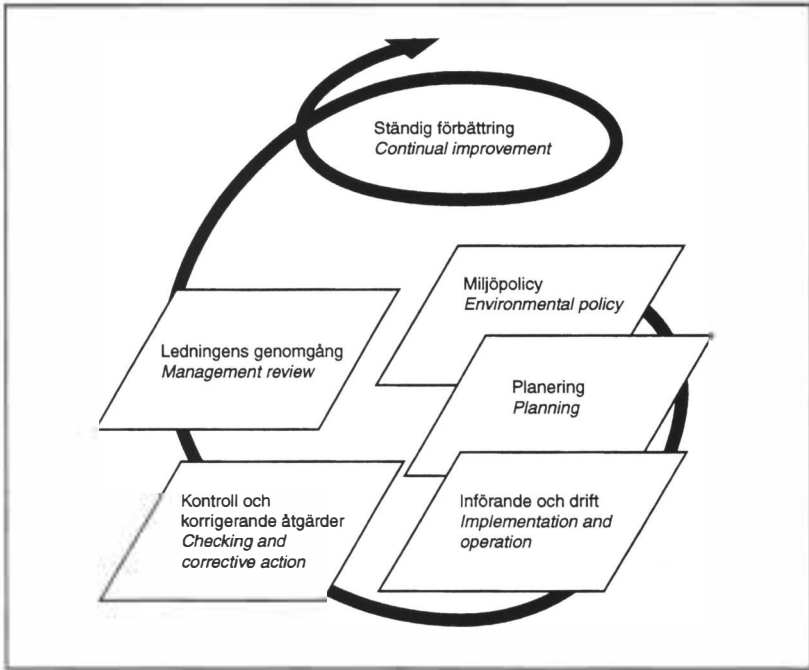 Ständig förbättring
Continual improvement
Miljöpolicy
Environmental policy
Ledningens genomgång
Management review
Planering
Planning
Kontroll och
korrigerande åtgärder
Checking and
corrective action
Införande och drift
Implementation and
operation